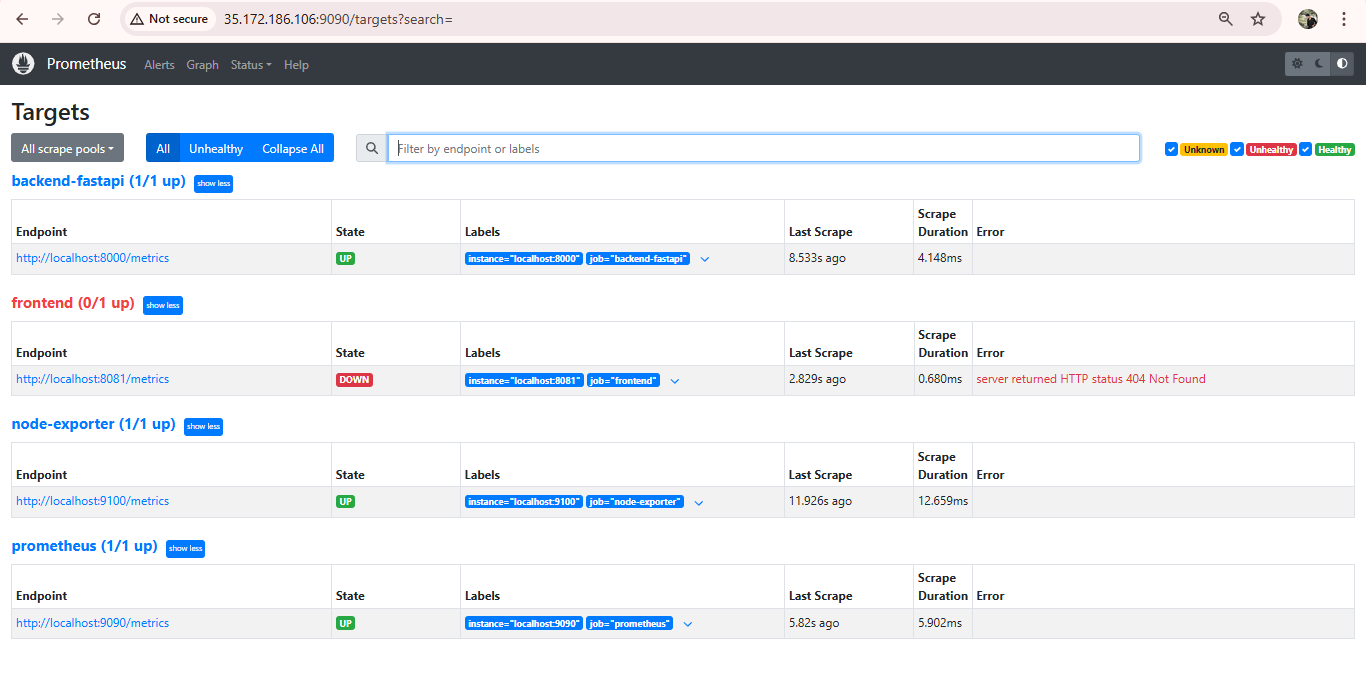 Not secure 35.172.186.106:9090/targets?search=
Prometheus Alerts Graph Status Help
Targets
All scrape pools All Unhealthy Collapse All Filter by endpoint or labels Unknown Unhealthy Healthy
backend-fastapi (1/1 up) show less
Endpoint State Labels Last Scrape Scrape Duration Error
http://localhost:8000/metrics UP instance="localhost:8000" job="backend-fastapi" 8.533s ago 4.148ms
frontend (0/1 up) show less
Endpoint State Labels Last Scrape Scrape Duration Error
http://localhost:8081/metrics DOWN instance="localhost:8081" job="frontend" 2.829s ago 0.680ms server returned HTTP status 404 Not Found
node-exporter (1/1 up) show less
Endpoint State Labels Last Scrape Scrape Duration Error
http://localhost:9100/metrics UP instance="localhost:9100" job="node-exporter" 11.926s ago 12.659ms
prometheus (1/1 up) show less
Endpoint State Labels Last Scrape Scrape Duration Error
http://localhost:9090/metrics UP instance="localhost:9090" job="prometheus" 5.82s ago 5.902ms